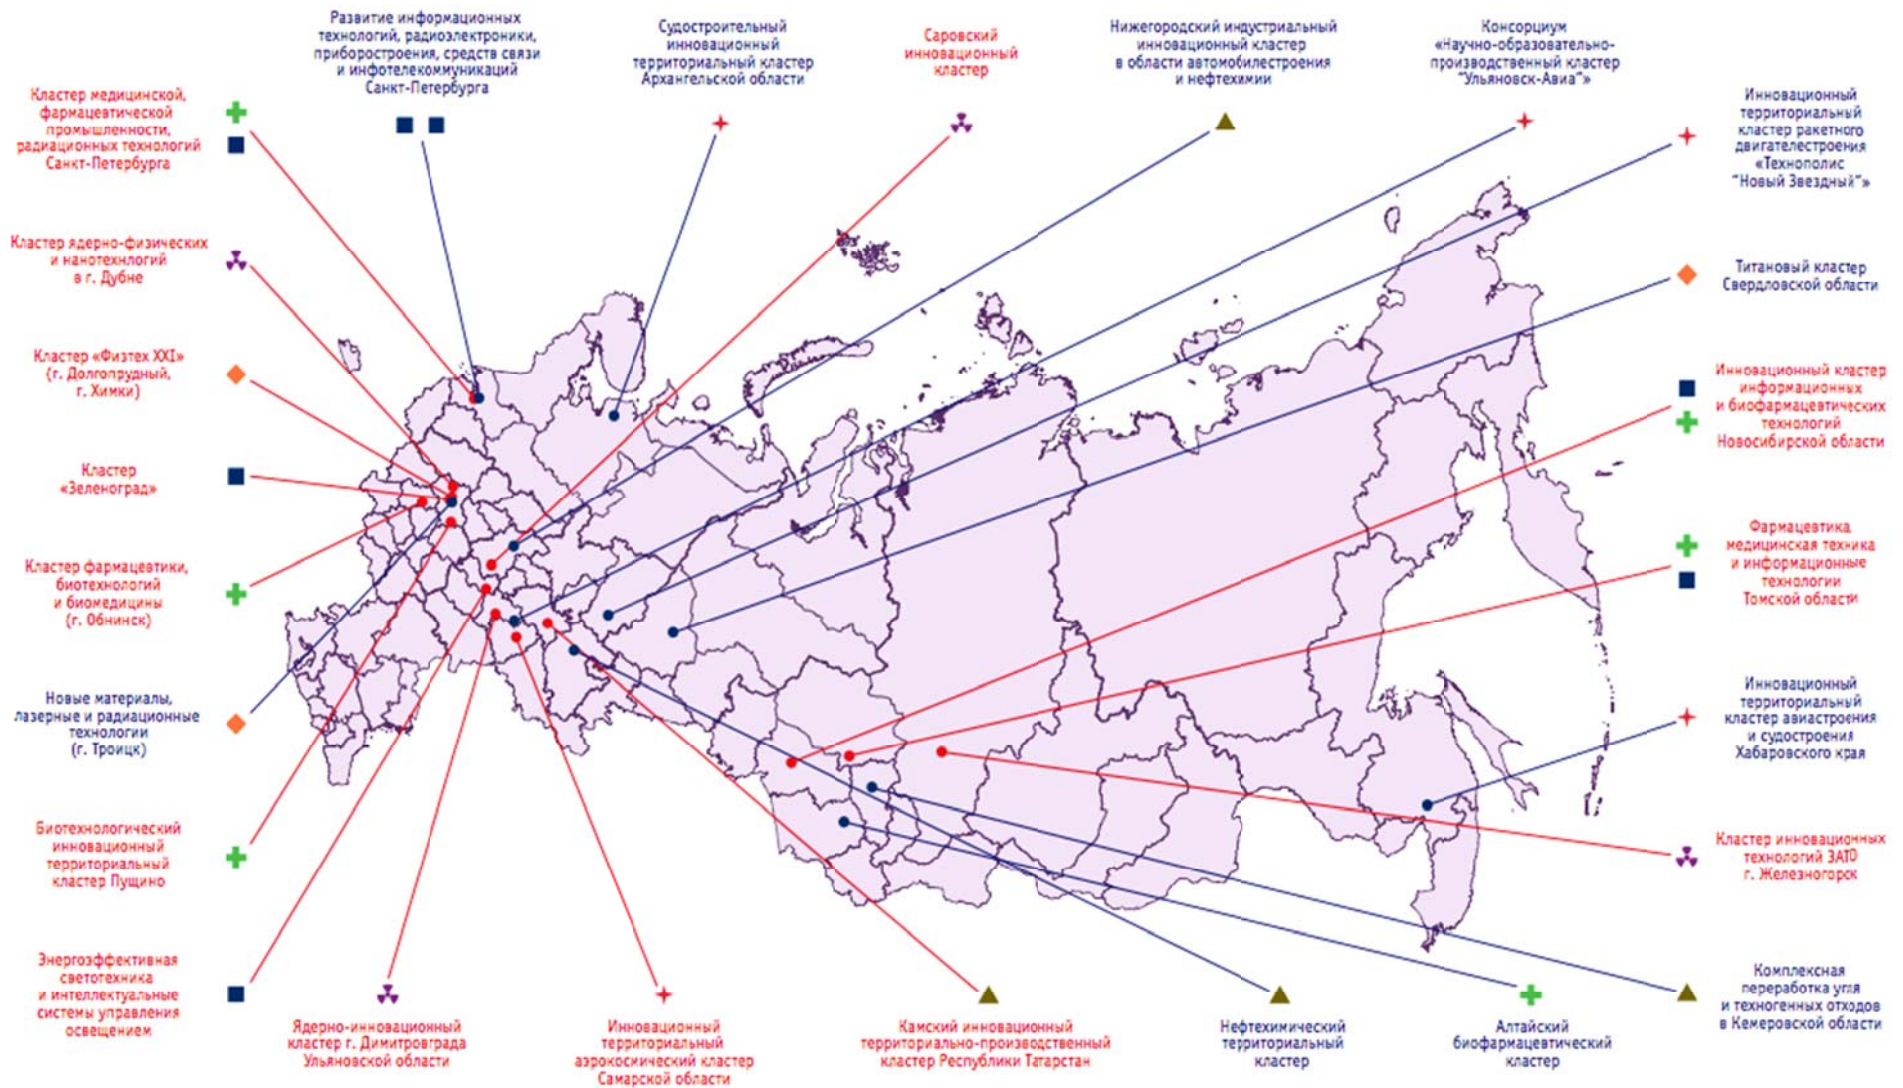 Развитие информационных
технологий, радиоэлектроники,
приборостроения, средств связи
и инфотелекоммуникаций
Санкт-Петербурга
Судостроительный
инновационный
территориальный кластер
Архангельской области
Саровский
инновационный
кластер
Нижегородский индустриальный
инновационный кластер
в области автомобилестроения
и нефтехимии
Консорциум
«Научно-образовательно-
производственный кластер
"Ульяновск-Авиа"»
Инновационный
территориальный
кластер ракетного
двигателестроения
«Технополис
"Новый Звездный"»
Кластер медицинской,
фармацевтической
промышленности,
радиационных технологий
Санкт-Петербурга
Кластер ядерно-физических
и нанотехнлогий
в г. Дубне
Титановый кластер
Свердловской области
Кластер «Физтех XXI»
(г. Долгопрудный,
г. Химки)
Инновационный кластер
информационных
и биофармацевтических
технологий
Новосибирской области
Кластер
«Зеленоград»
Фармацевтика,
медицинская техника
и информационные
технологии
Томской области
Кластер фармацевтики,
биотехнологий
и биомедицины
(г. Обнинск)
Новые материалы,
лазерные и радиационные
технологии
(г. Троицк)
Инновационный
территориальный
кластер авиастроения
и судостроения
Хабаровского края
Биотехнологический
инновационный
территориальный
кластер Пущино
Кластер инновационных
технологий ЗАТО
г. Железногорск
Энергоэффективная
светотехника
и интеллектуальные
системы управления
освещением
Ядерно-инновационный
кластер г. Димитровграда
Ульяновской области
Инновационный
территориальный
аэрокосмический кластер
Самарской области
Камский инновационный
территориально-производственный
кластер Республики Татарстан
Нефтехимический
территориальный
кластер
Алтайский
биофармацевтический
кластер
Комплексная
переработка угля
и техногенных отходов
в Кемеровской области